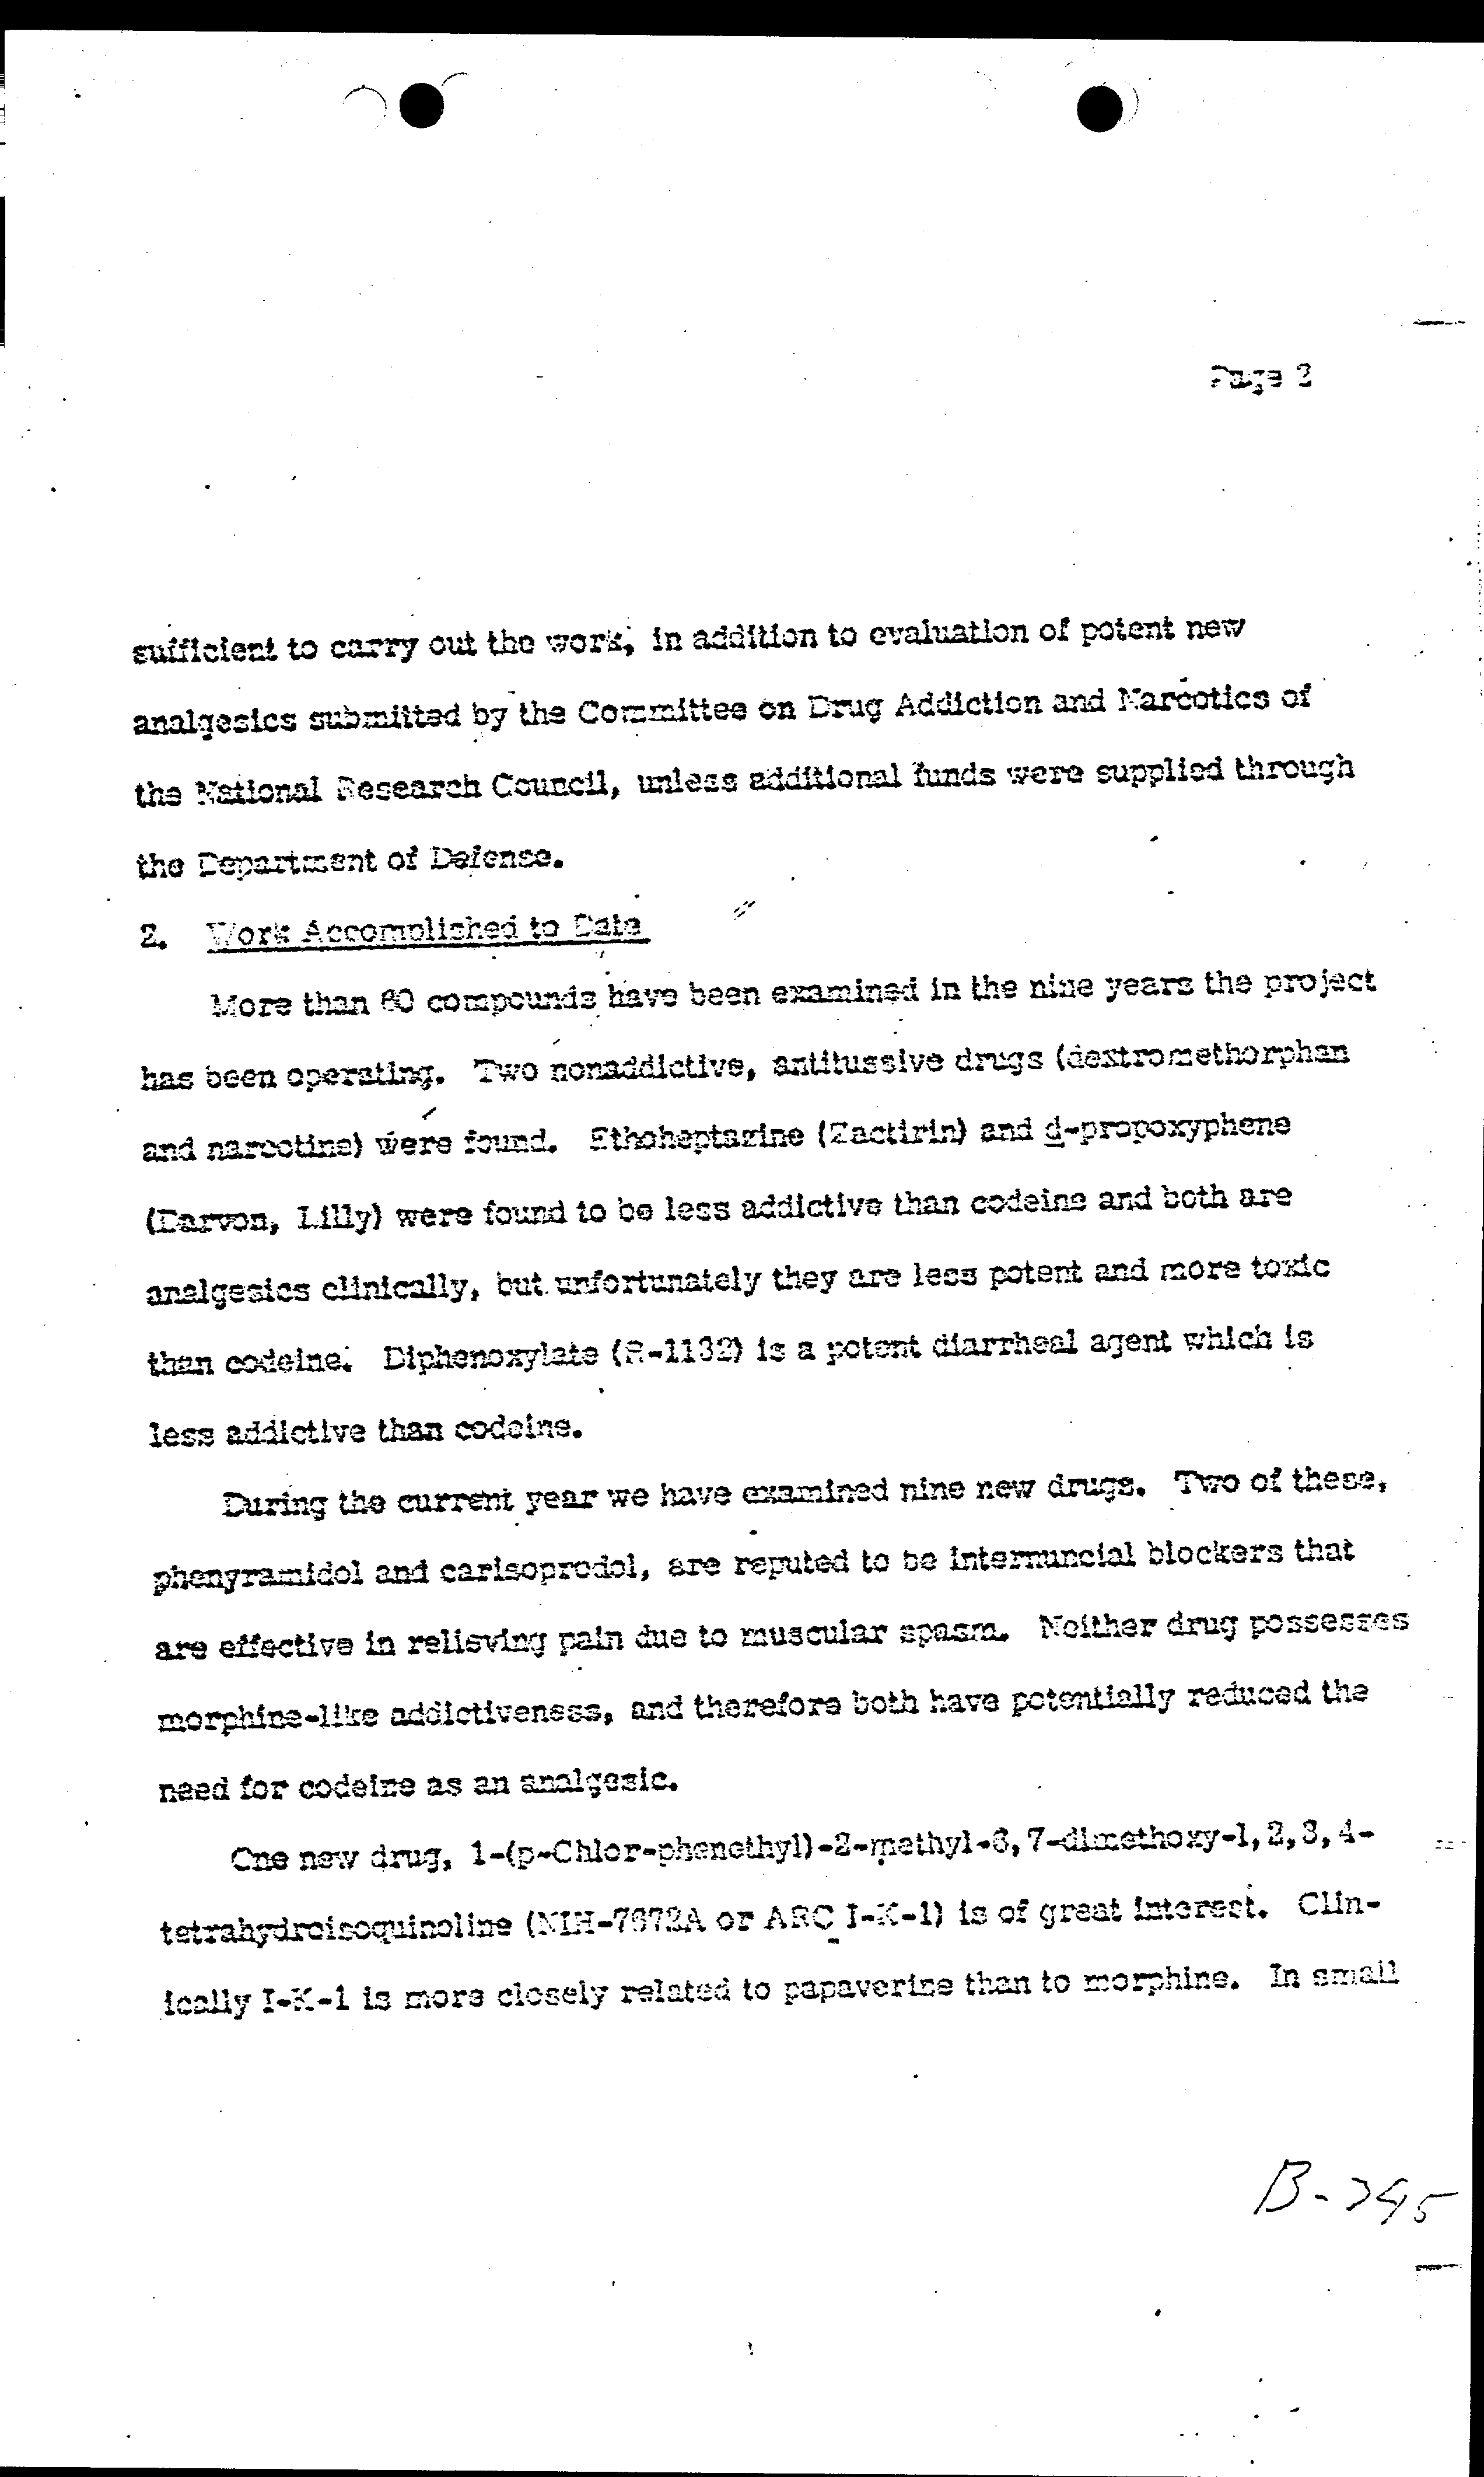 Page 2
sufficient to carry out the work, in addition to evaluation of potent new
analgesics submitted by the Committee on Drug Addiction and Narcotics of
the National Research Council, unless additional funds were supplied through
the Department of Defense.
2. Work Accomplished to Date
More than 60 compounds have been examined in the nine years the project
has been operating. Two nonaddictive, antitussive drugs (dextromethorphan
and narcotine) were found. Ethoheptazine (Zactirin) and d-propoxyphene
(Darvon, Lilly) were found to be less addictive than codeine and both are
analgesics clinically, but unfortunately they are less potent and more toxic
than codeine. Diphenoxylate (R-1132) is a potent diarrheal agent which is
less addictive than codeine.
During the current year we have examined nine new drugs. Two of these,
phenyramidol and carisoprodol, are reputed to be internuncial blockers that
are effective in relieving pain due to muscular spasm. Neither drug possesses
morphine-like addictiveness, and therefore both have potentially reduced the
need for codeine as an analgesic.
One new drug, 1-(p-Chlor-phenethyl)-2-methyl-6,7-dimethoxy-1,2,3,4-
tetrahydroisoquinoline (NIH-7672A or ARC I-K-1) is of great interest. Clin-
ically I-K-1 is more closely related to papaverine than to morphine. In small
B-295